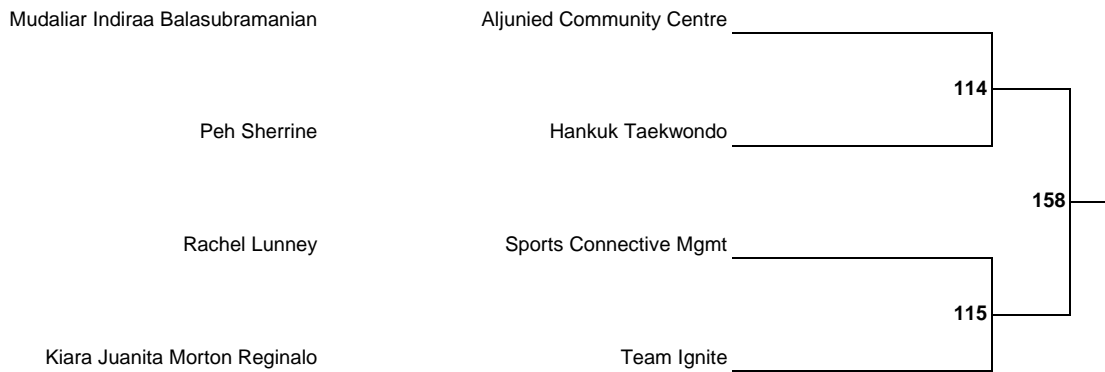 Mudaliar Indiraa Balasubramanian Aljunied Community Centre
114
Peh Sherrine Hankuk Taekwondo
158
Rachel Lunney Sports Connective Mgmt
115
Kiara Juanita Morton Reginalo Team Ignite